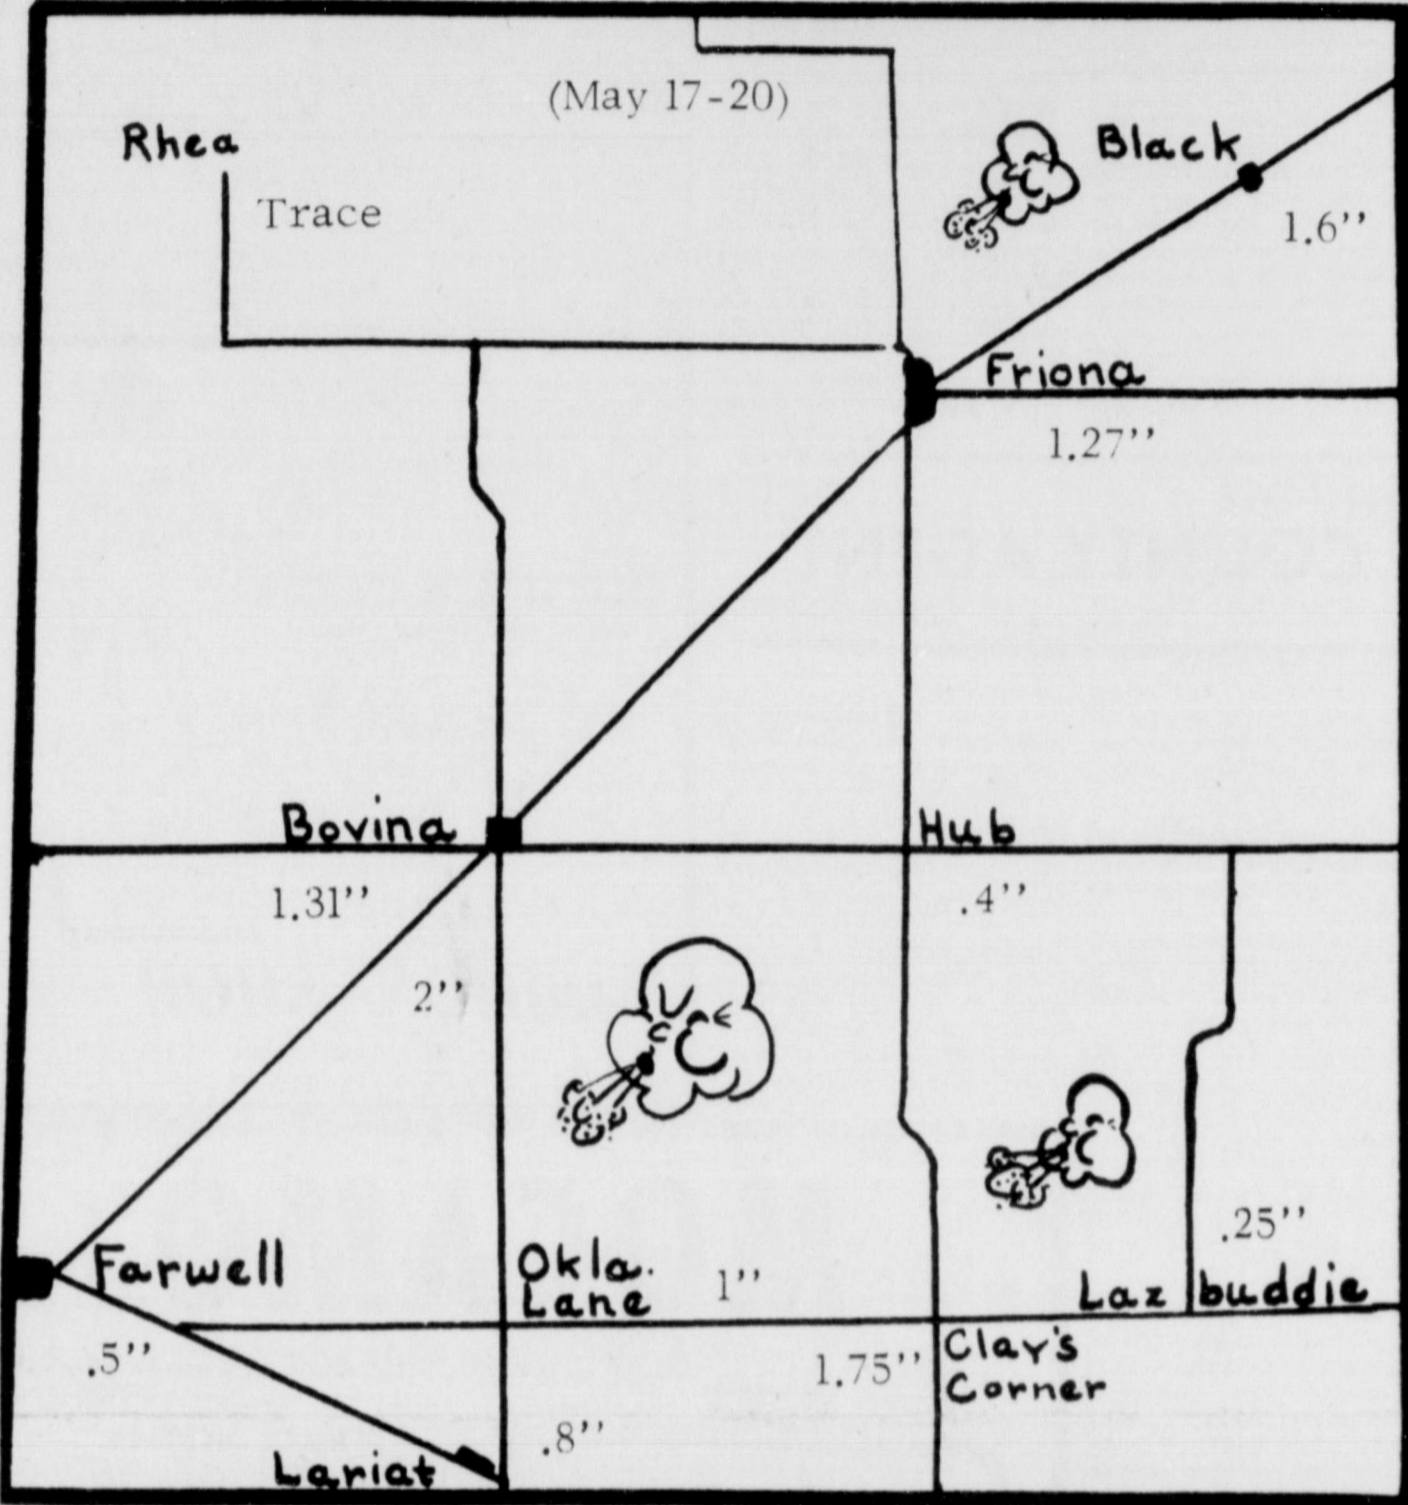 (May 17-20)
Rhea
Trace
Black
1.6’’
Friona
1.27’’
Bovina
Hub
1.31’’
.4’’
2’’
.25’’
Farwell
Okla.
Lane
1’’
Laz buddie
.5’’
1.75’’
Clay's
Corner
.8’’
Lariat